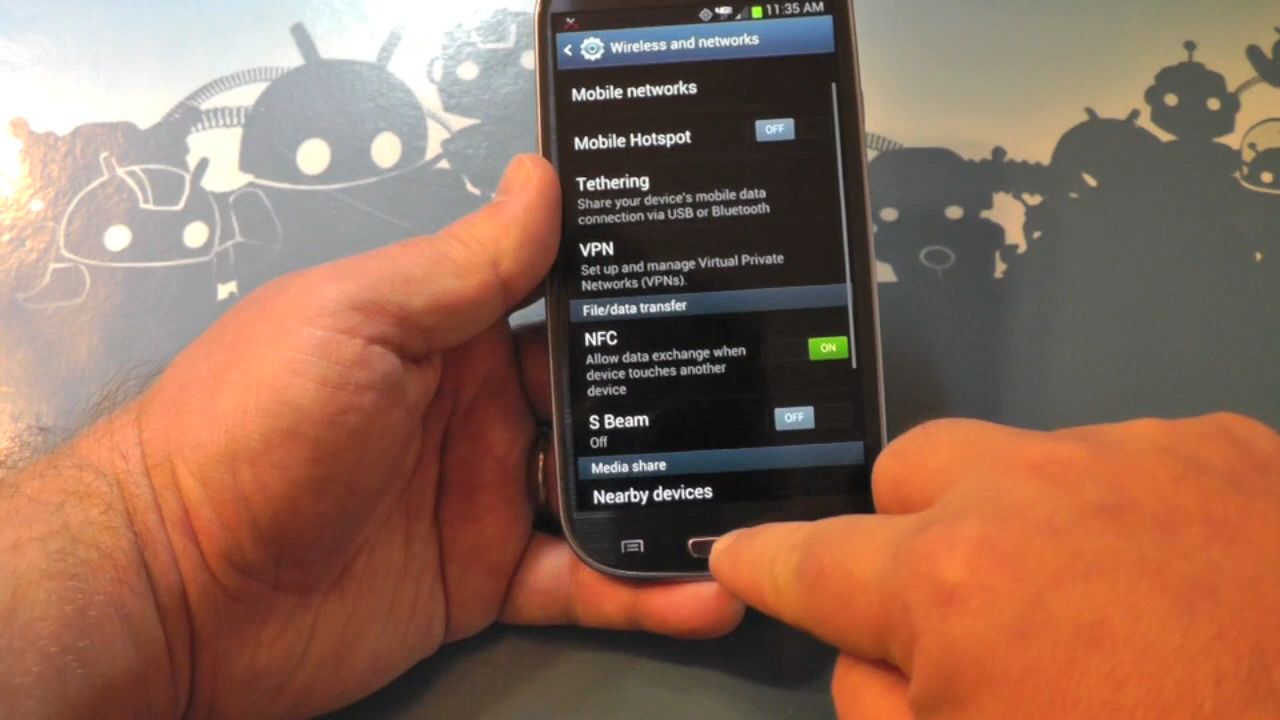 11:35 AM
Wireless and networks
Mobile networks
Mobile Hotspot
OFF
Tethering
Share your device's mobile data
connection via USB or Bluetooth
VPN
Set up and manage Virtual Private
Networks (VPNs).
File/data transfer
NFC
Allow data exchange when
device touches another
device
ON
S Beam
Off
OFF
Media share
Nearby devices